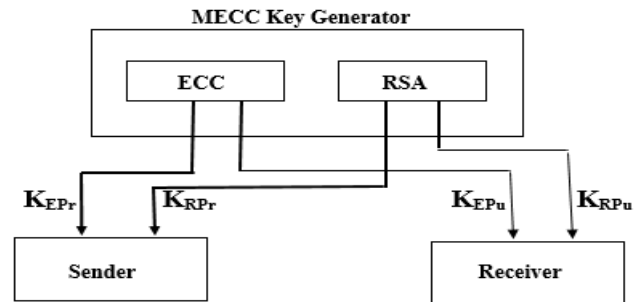 MECC Key Generator
ECC
RSA
KEPr
KRPr
KEPu
KRPu
Sender
Receiver